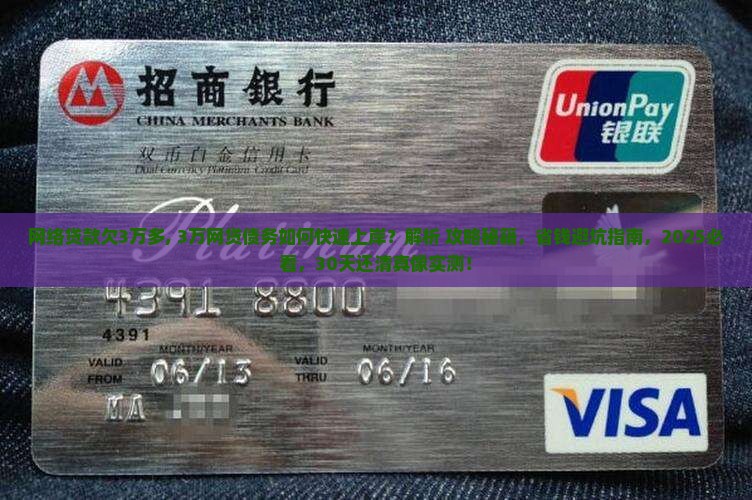 招商銀行
CHINA MERCHANTS BANK
双币白金信用卡
Dual Currency Platinum Credit Card
UnionPay
银联
Platinum
网络贷款欠3万多, 3万网贷债务如何快速上岸？解析 攻略秘籍，省钱避坑指南，2025必
看，30天还清真像实测！
4391 8800
4391
MONTH/YEAR MONTH/YEAR
VALID FROM 06/13 VALID THRU 06/16
MA
VISA